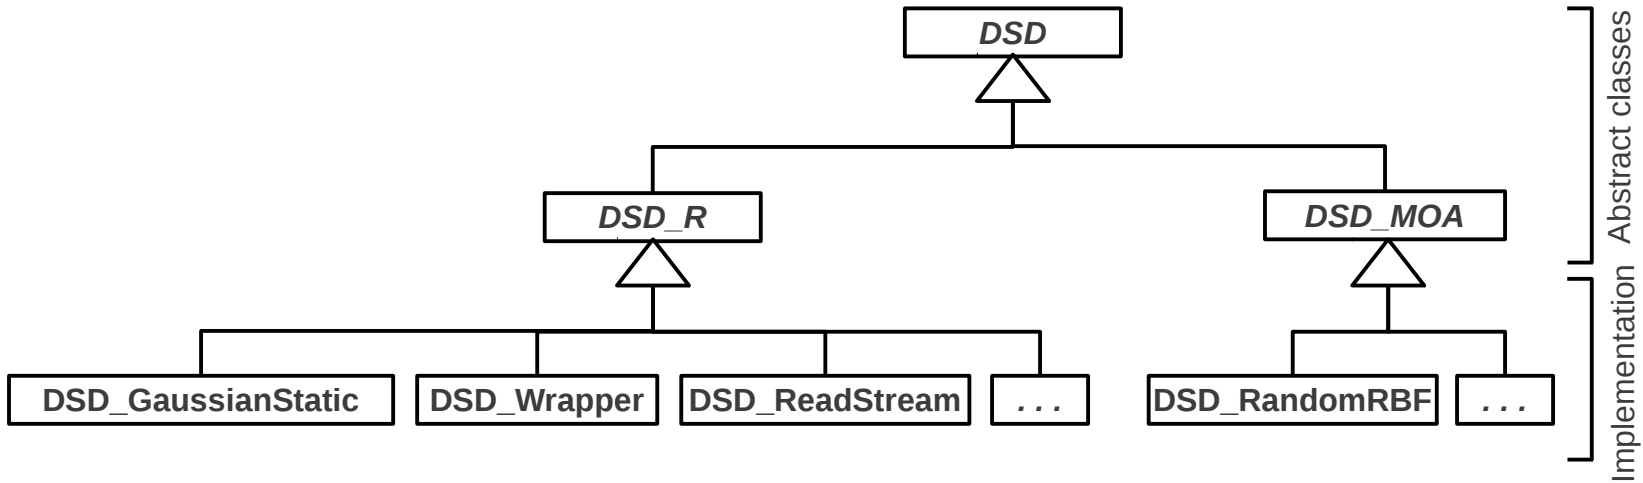 DSD
DSD_R
DSD_MOA
DSD_GaussianStatic
DSD_Wrapper
DSD_ReadStream
. . .
DSD_RandomRBF
. . .
Abstract classes
Implementation